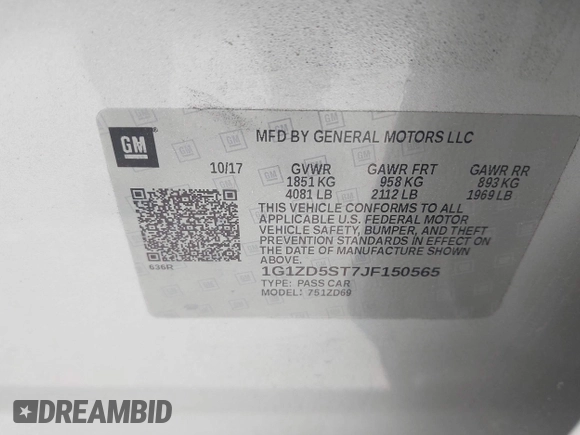 GM
MFD BY GENERAL MOTORS LLC
10/17 GVWR GAWR FRT GAWR RR
1851 KG 958 KG 893 KG
4081 LB 2112 LB 1969 LB
THIS VEHICLE CONFORMS TO ALL
APPLICABLE U.S. FEDERAL MOTOR
VEHICLE SAFETY, BUMPER, AND THEFT
PREVENTION STANDARDS IN EFFECT ON
THE DATE OF MANUFACTURE SHOWN
ABOVE.
636R
1G1ZD5ST7JF150565
TYPE: PASS CAR
MODEL: 751ZD69
DREAMBID